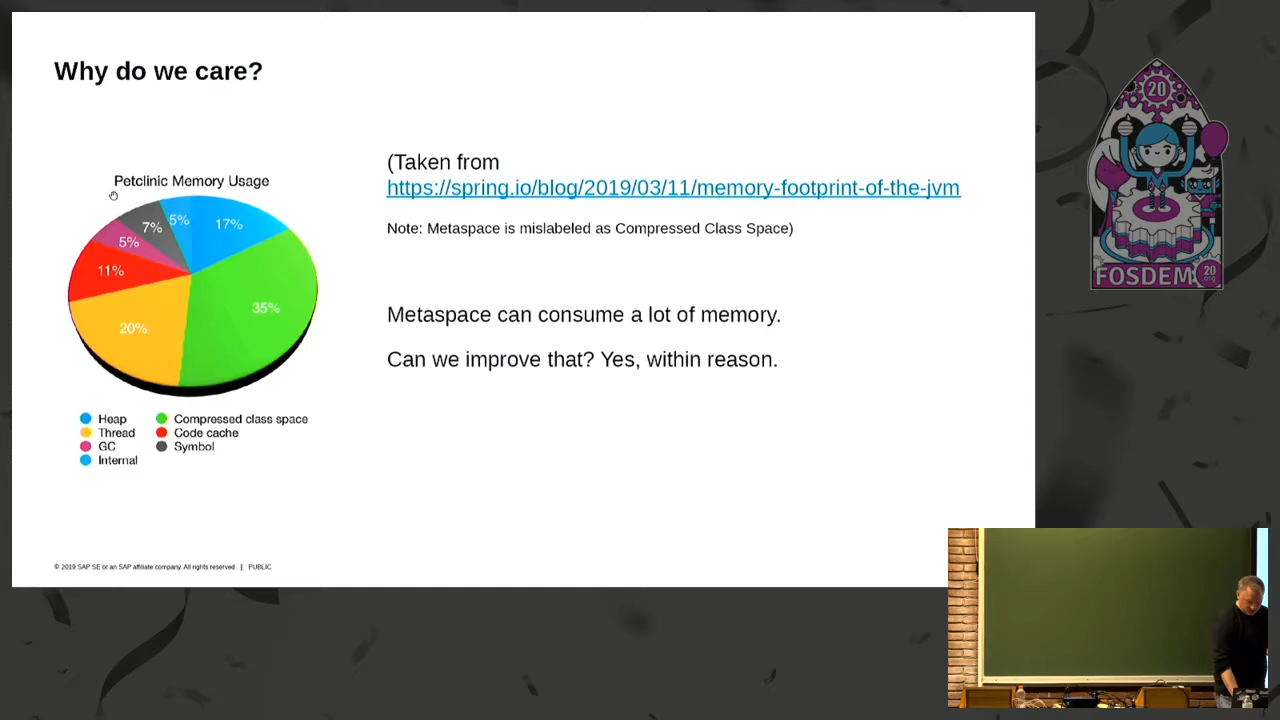 Why do we care?
Petclinic Memory Usage
5%
17%
7%
5%
11%
35%
20%
Heap
Compressed class space
Thread
Code cache
GC
Symbol
Internal
(Taken from
https://spring.io/blog/2019/03/11/memory-footprint-of-the-jvm
Note: Metaspace is mislabeled as Compressed Class Space)
Metaspace can consume a lot of memory.
Can we improve that? Yes, within reason.
© 2019 SAP SE or an SAP affiliate company. All rights reserved. | PUBLIC
20
FOSDEM
20
.org